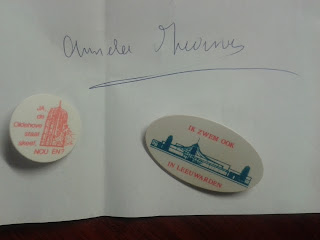 JA,
de
Oldehove
staat
scheef.
NOU EN?
IK ZWEM OOK
IN LEEUWARDEN